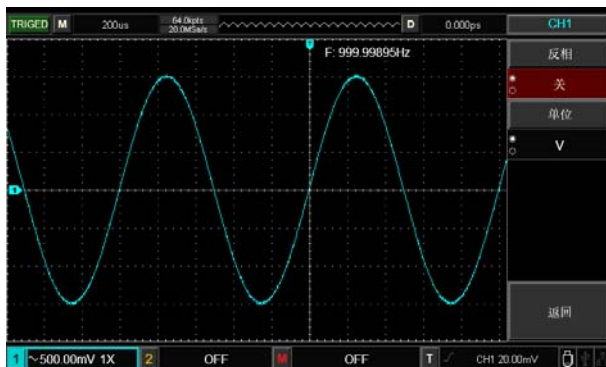 TRIGED M 200us 64.0kpts D 0.000ps CH1
20.0MSa/s
T
F: 999.99895Hz
反相
关
单位
V
1
返回
1 ~500.00mV 1X 2 OFF M OFF T CH1 20.00mV